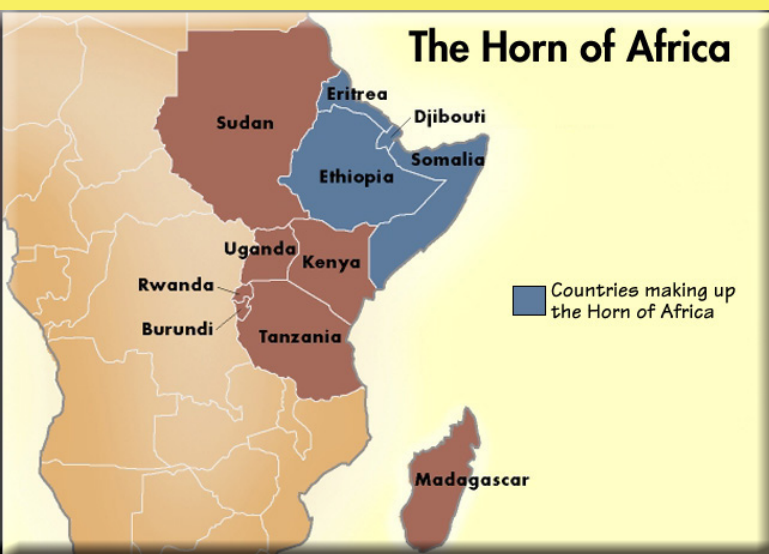 The Horn of Africa
Eritrea
Djibouti
Sudan
Somalia
Ethiopia
Uganda
Kenya
Rwanda
Countries making up
the Horn of Africa
Burundi
Tanzania
Madagascar